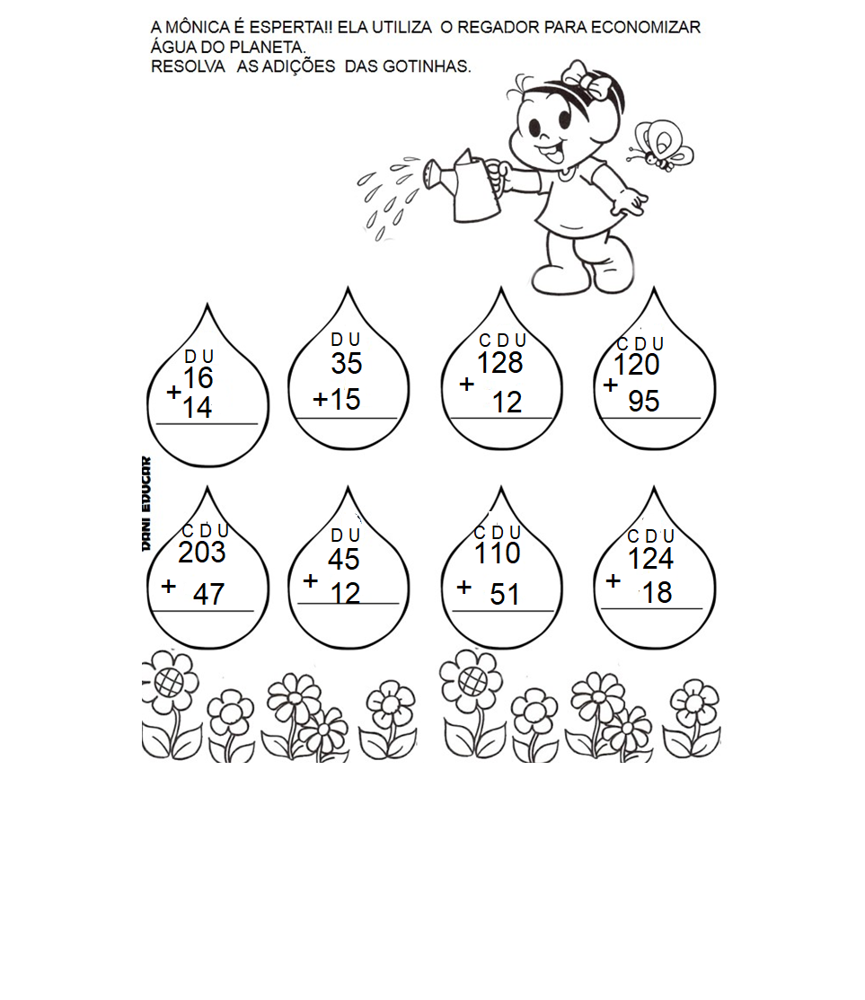 A MÔNICA É ESPERTA!! ELA UTILIZA O REGADOR PARA ECONOMIZAR
ÁGUA DO PLANETA.
RESOLVA AS ADIÇÕES DAS GOTINHAS.
D U
16
+
14
D U
35
+15
C D U
128
+
12
C D U
120
+
95
DANI EDUCAR
C D U
203
+
47
D U
45
+
12
C D U
110
+
51
C D U
124
+
18